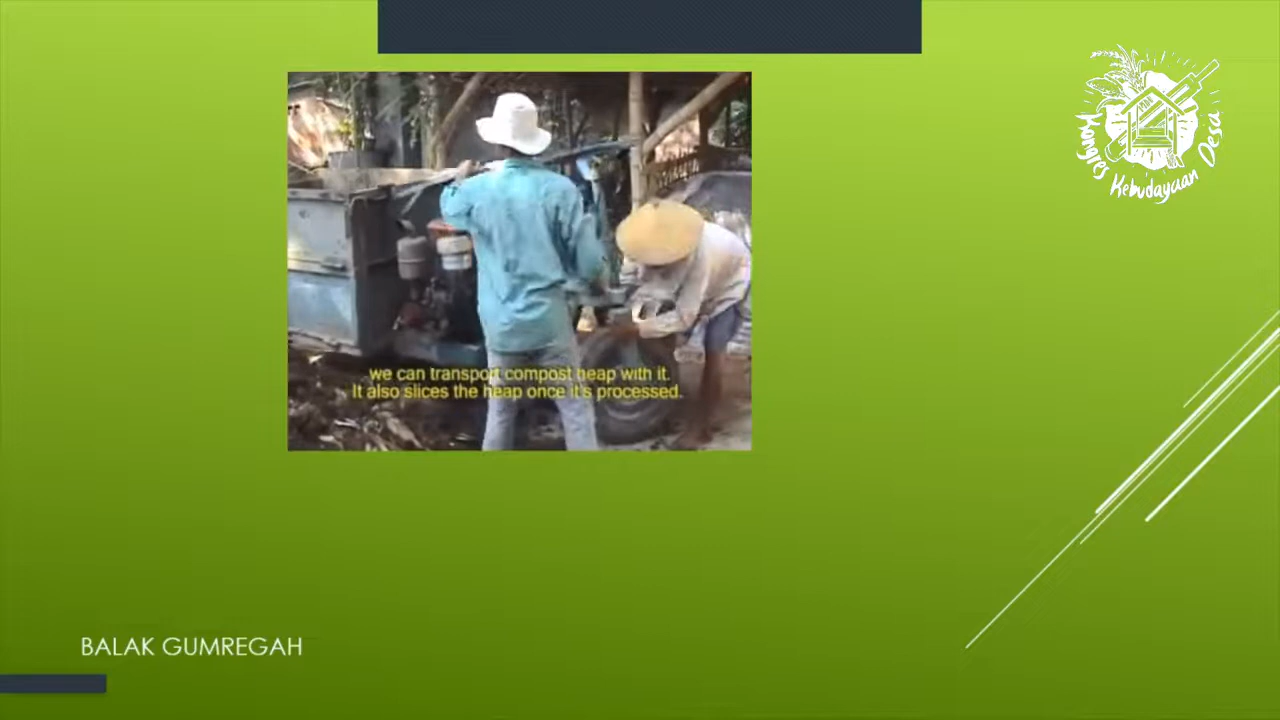 Kongres Kebudayaan Desa
we can transport compost heap with it.
It also slices the heap once it's processed.
BALAK GUMREGAH